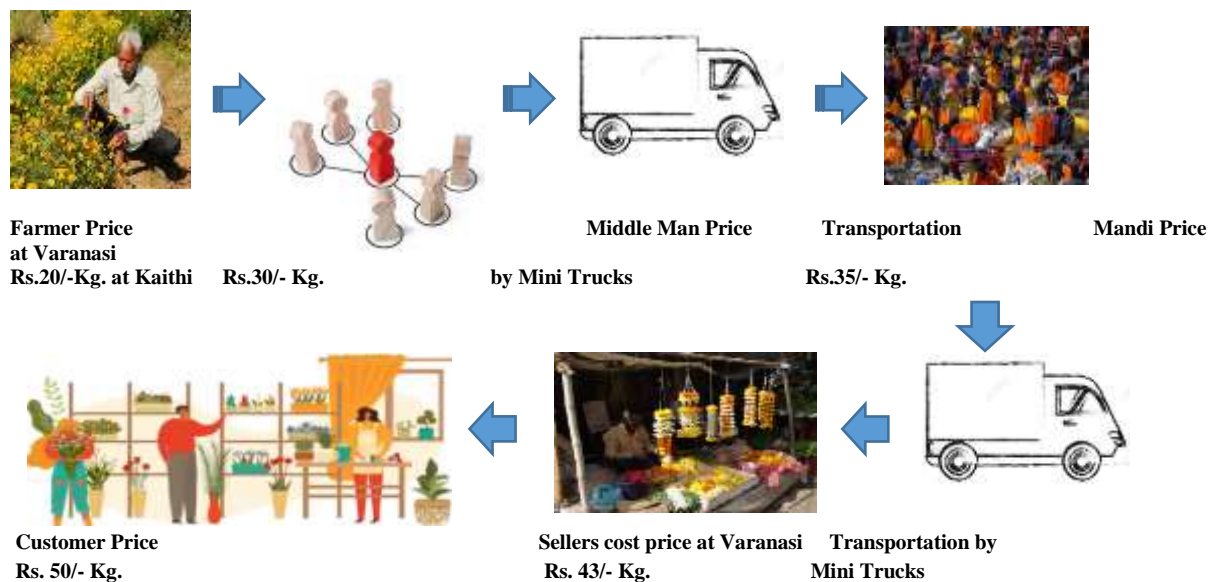 Farmer Price Middle Man Price Transportation Mandi Price
at Varanasi
Rs.20/-Kg. at Kaithi Rs.30/- Kg. by Mini Trucks Rs.35/- Kg.
Customer Price Sellers cost price at Varanasi Transportation by
Rs. 50/- Kg. Rs. 43/- Kg. Mini Trucks